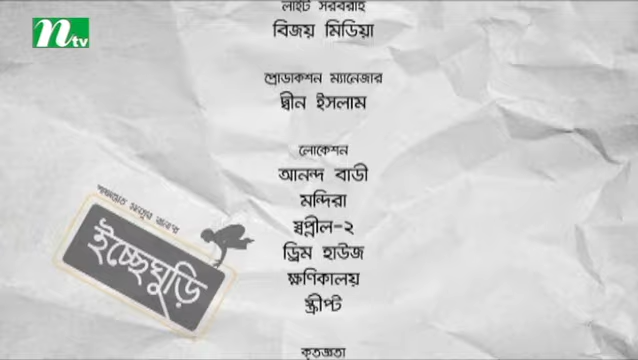 ntv
লাইট সরবরাহ
বিজয় মিডিয়া
প্রোডাকশন ম্যানেজার
দ্বীন ইসলাম
লোকেশন
আনন্দ বাড়ী
মন্দিরা
স্বপ্নীল-২
ড্রিম হাউজ
ক্ষণিকালয়
স্ক্রীপ্ট
ইচ্ছেঘুড়ি
কৃতজ্ঞতা